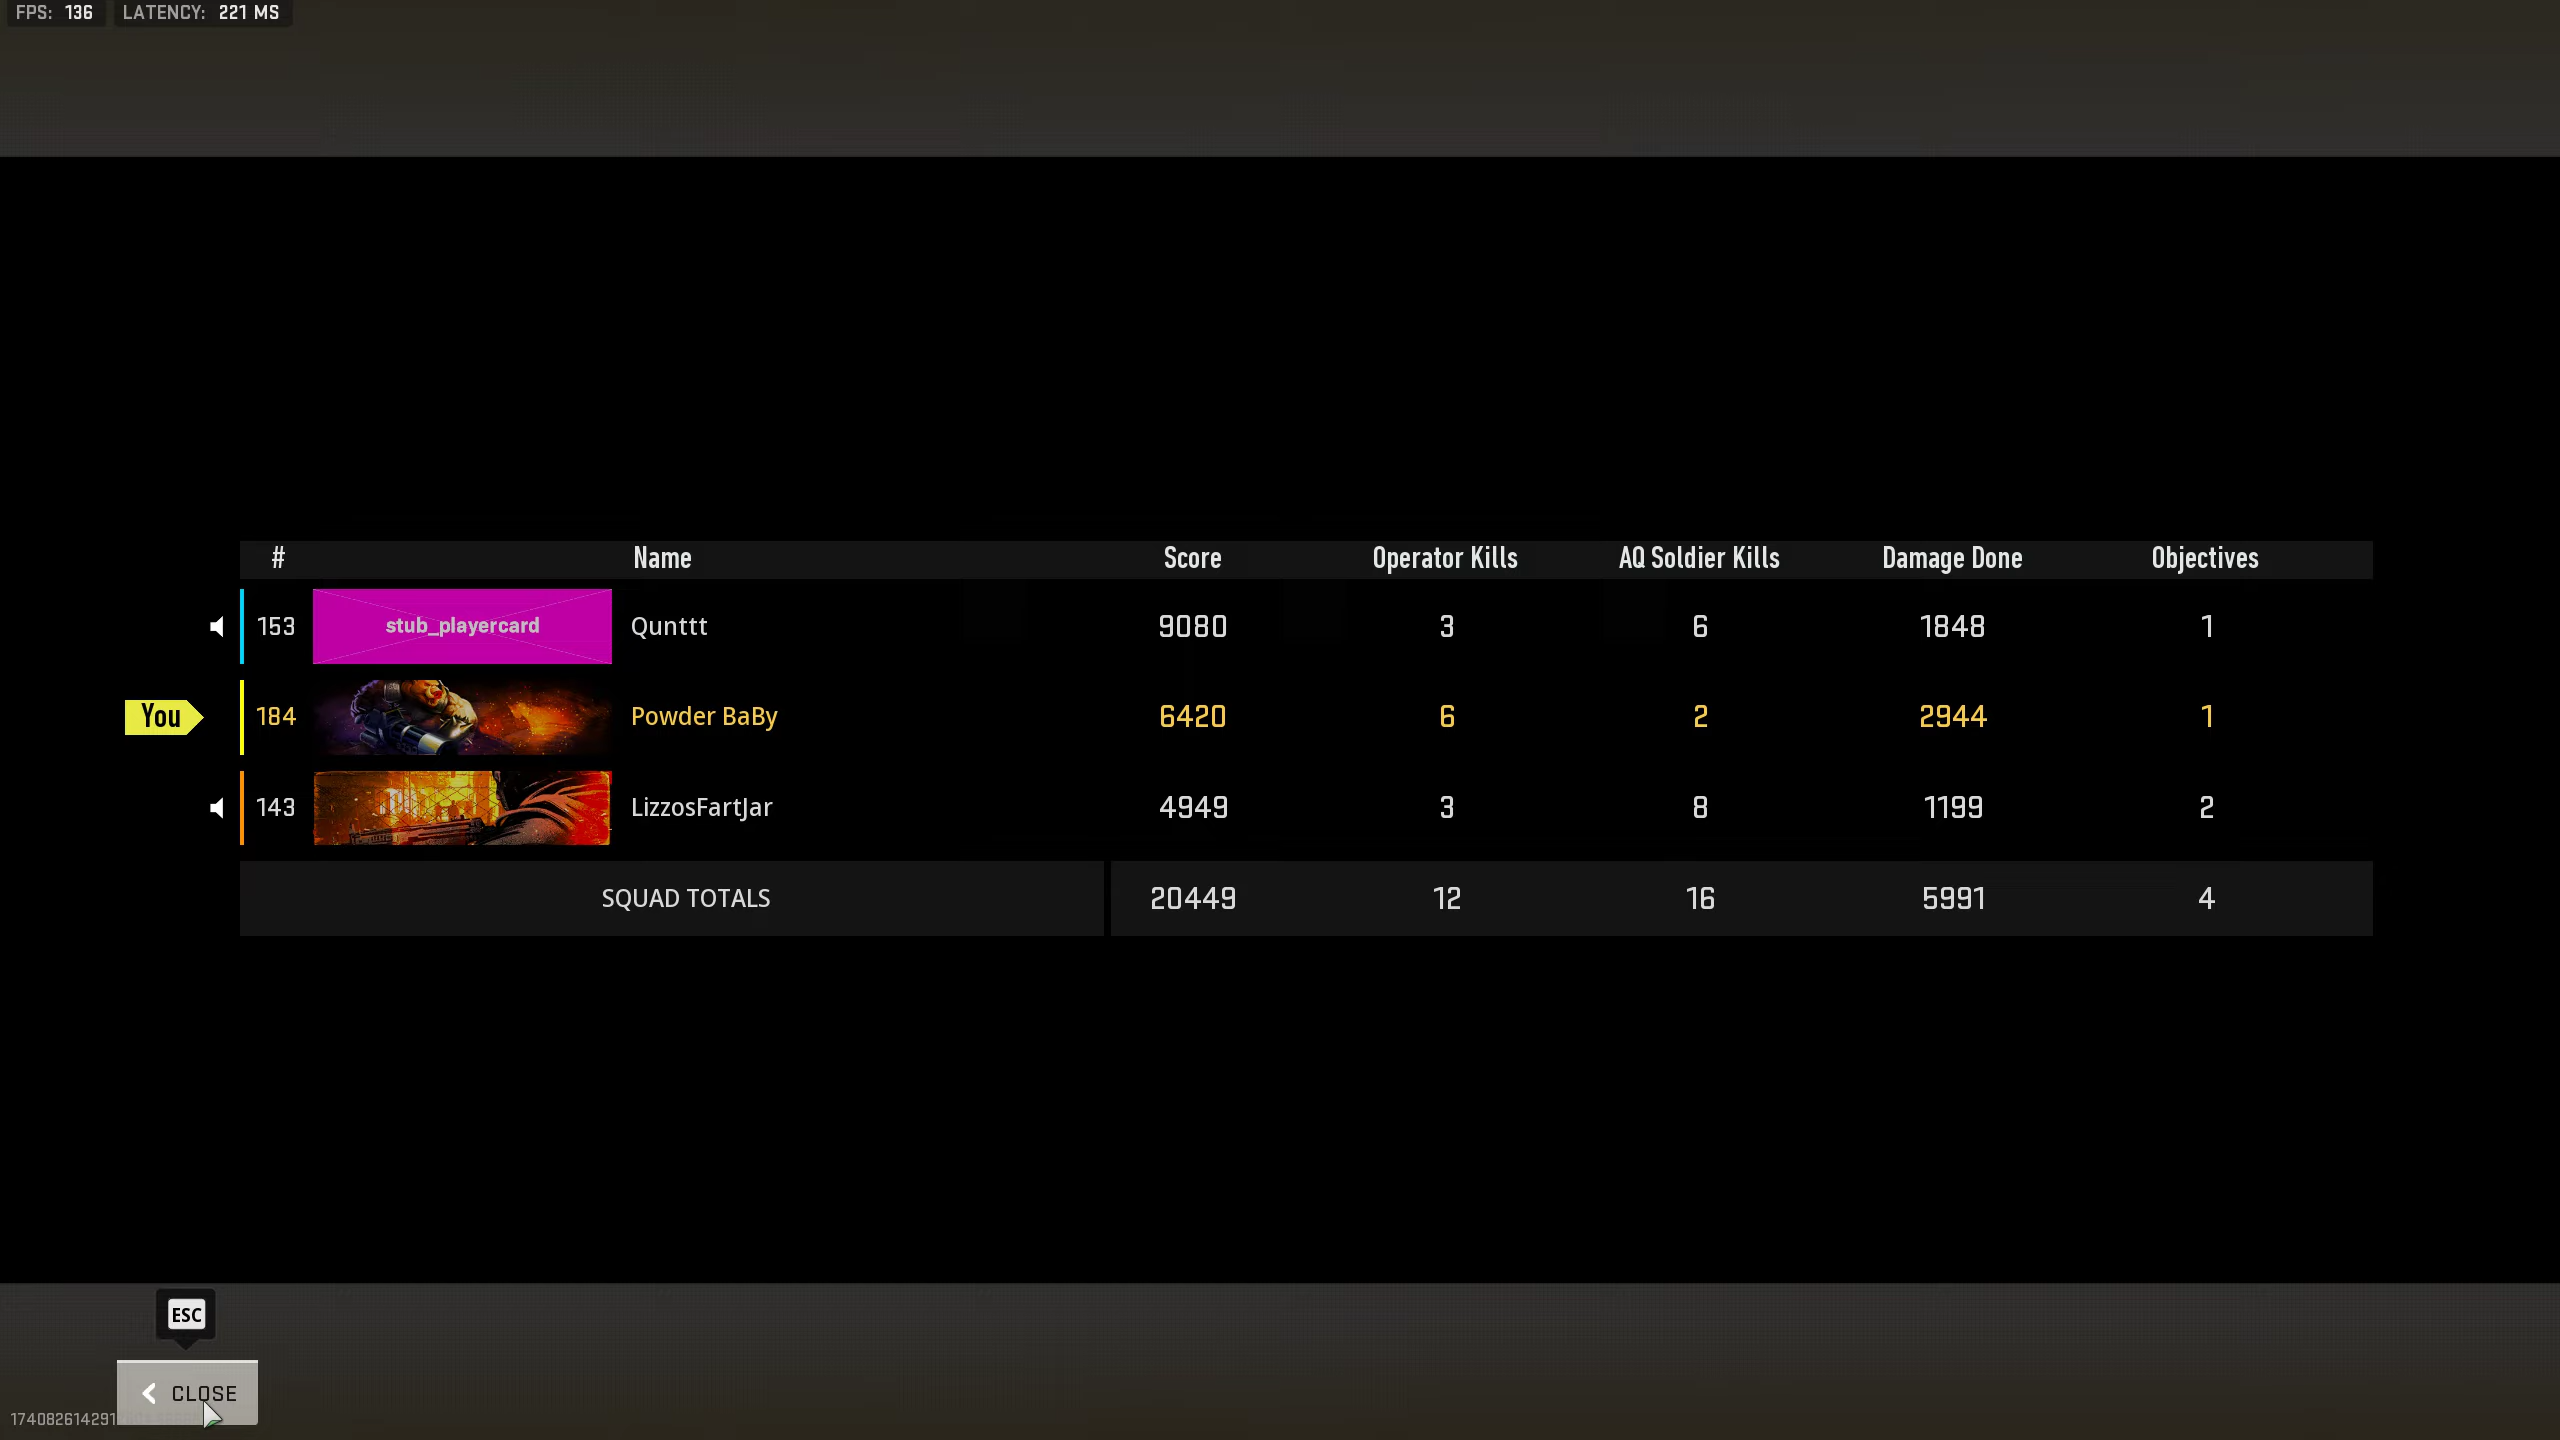 FPS: 136 LATENCY: 221 MS
# Name Score Operator Kills AQ Soldier Kills Damage Done Objectives
153 stub_playercard Qunttt 9080 3 6 1848 1
You 184 Powder BaBy 6420 6 2 2944 1
143 LizzosFartJar 4949 3 8 1199 2
SQUAD TOTALS 20449 12 16 5991 4
ESC
CLOSE